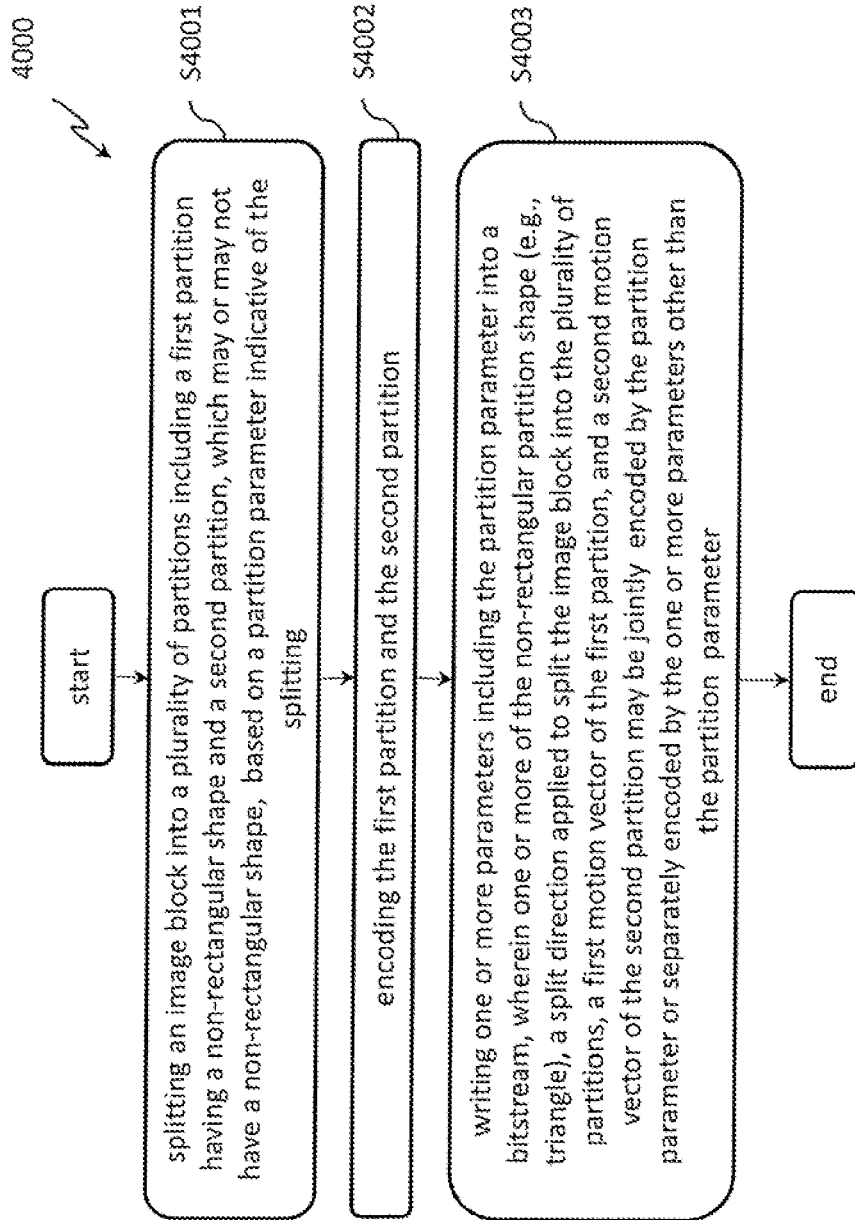 4000
start
splitting an image block into a plurality of partitions including a first partition
having a non-rectangular shape and a second partition, which may or may not
have a non-rectangular shape, based on a partition parameter indicative of the
splitting
S4001
encoding the first partition and the second partition
S4002
writing one or more parameters including the partition parameter into a
bitstream, wherein one or more of the non-rectangular partition shape (e.g.,
triangle), a split direction applied to split the image block into the plurality of
partitions, a first motion vector of the first partition, and a second motion
vector of the second partition may be jointly encoded by the partition
parameter or separately encoded by the one or more parameters other than
the partition parameter
S4003
end